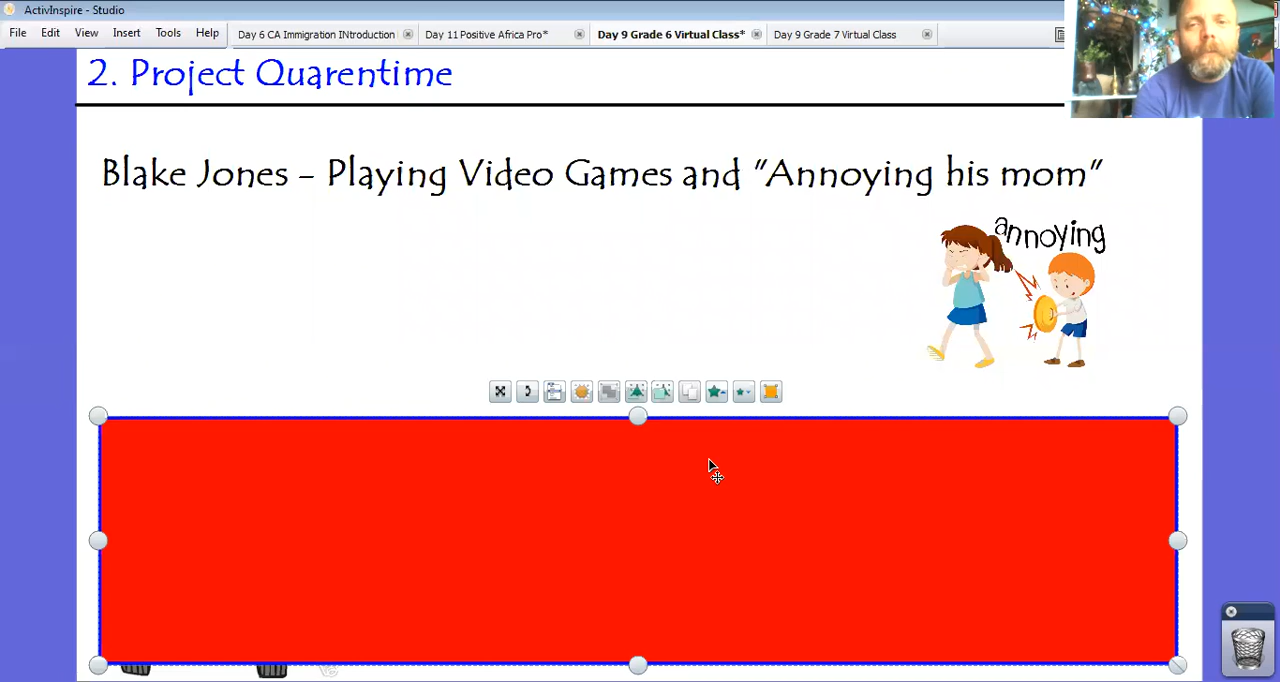 ActivInspire - Studio
File Edit View Insert Tools Help
Day 6 CA Immigration INtroduction Day 11 Positive Africa Pro* Day 9 Grade 6 Virtual Class* Day 9 Grade 7 Virtual Class
2. Project Quarentime
Blake Jones - Playing Video Games and "Annoying his mom"
annoying